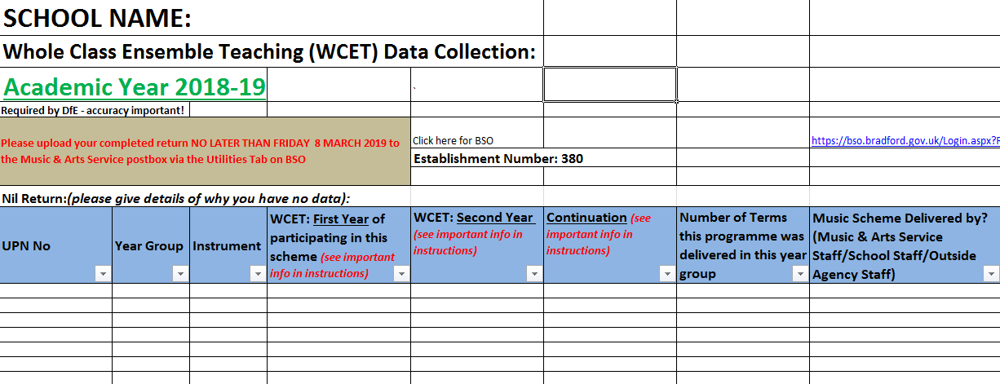 SCHOOL NAME:
Whole Class Ensemble Teaching (WCET) Data Collection:
Academic Year 2018-19
Required by DfE - accuracy important!
Please upload your completed return NO LATER THAN FRIDAY 8 MARCH 2019 to
the Music & Arts Service postbox via the Utilities Tab on BSO
Click here for BSO
https://bso.bradford.gov.uk/Login.aspx?
Establishment Number: 380
Nil Return:(please give details of why you have no data):
UPN No
Year Group
Instrument
WCET: First Year of
participating in this
scheme (see important
info in instructions)
WCET: Second Year
(see important info in
instructions)
Continuation (see
important info in
instructions)
Number of Terms
this programme was
delivered in this year
group
Music Scheme Delivered by?
(Music & Arts Service
Staff/School Staff/Outside
Agency Staff)